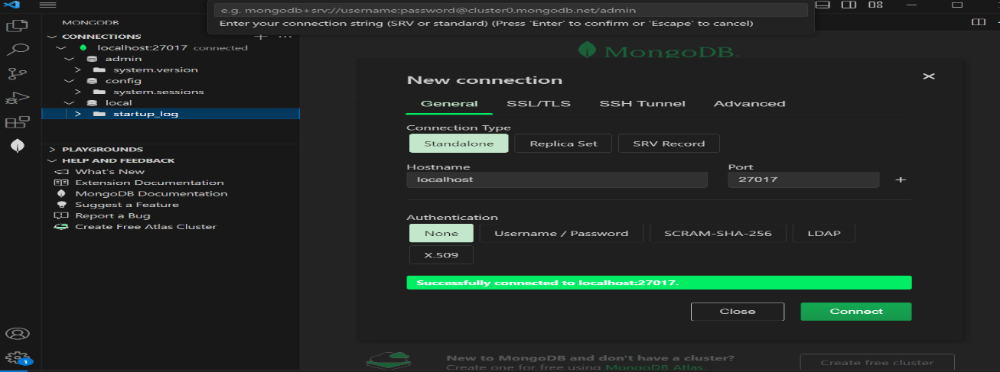 e.g. mongodb+srv://username:password@cluster0.mongodb.net/admin
Enter your connection string (SRV or standard) (Press 'Enter' to confirm or 'Escape' to cancel)
MONGODB
CONNECTIONS
localhost:27017 connected
admin
system.version
config
system.sessions
local
startup_log
PLAYGROUNDS
HELP AND FEEDBACK
What's New
Extension Documentation
MongoDB Documentation
Suggest a Feature
Report a Bug
Create Free Atlas Cluster
1
MongoDB.
New connection
General SSL/TLS SSH Tunnel Advanced
Connection Type
Standalone Replica Set SRV Record
Hostname Port
localhost 27017
Authentication
None Username / Password SCRAM-SHA-256 LDAP
X.509
Successfully connected to localhost:27017.
Close Connect
New to MongoDB and don't have a cluster?
Create one for free using MongoDB Atlas.
Create free cluster